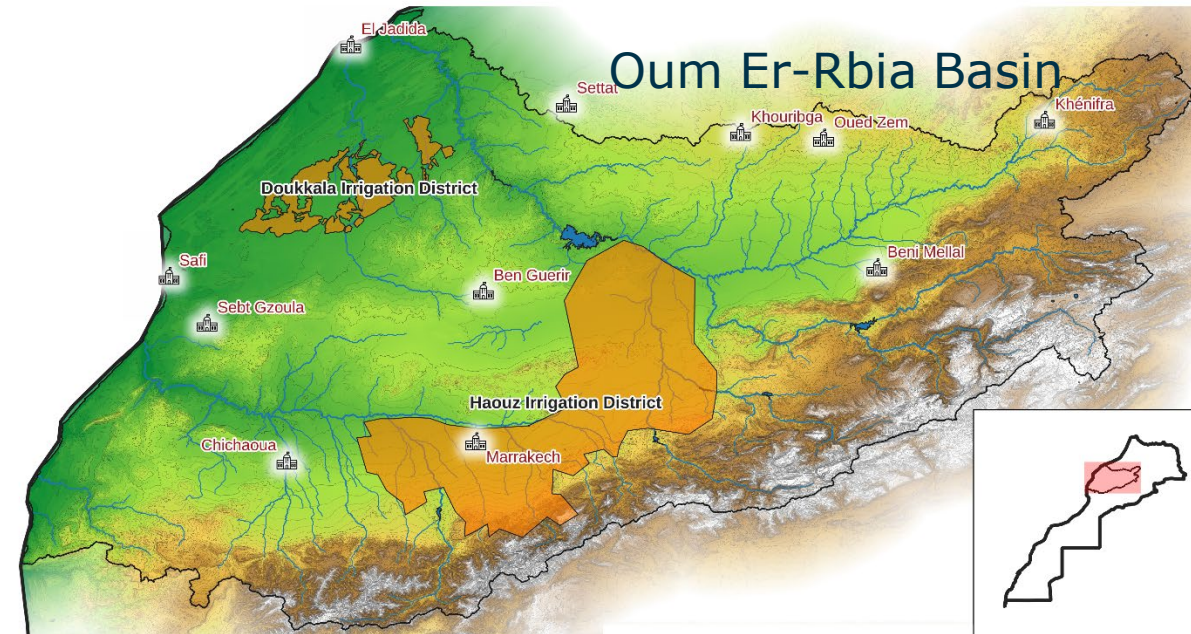 El Jadida
Oum Er-Rbia Basin
Settat
Khouribga
Oued Zem
Khénifra
Doukkala Irrigation District
Safi
Ben Guerir
Beni Mellal
Sebt Gzoula
Haouz Irrigation District
Chichaoua
Marrakech